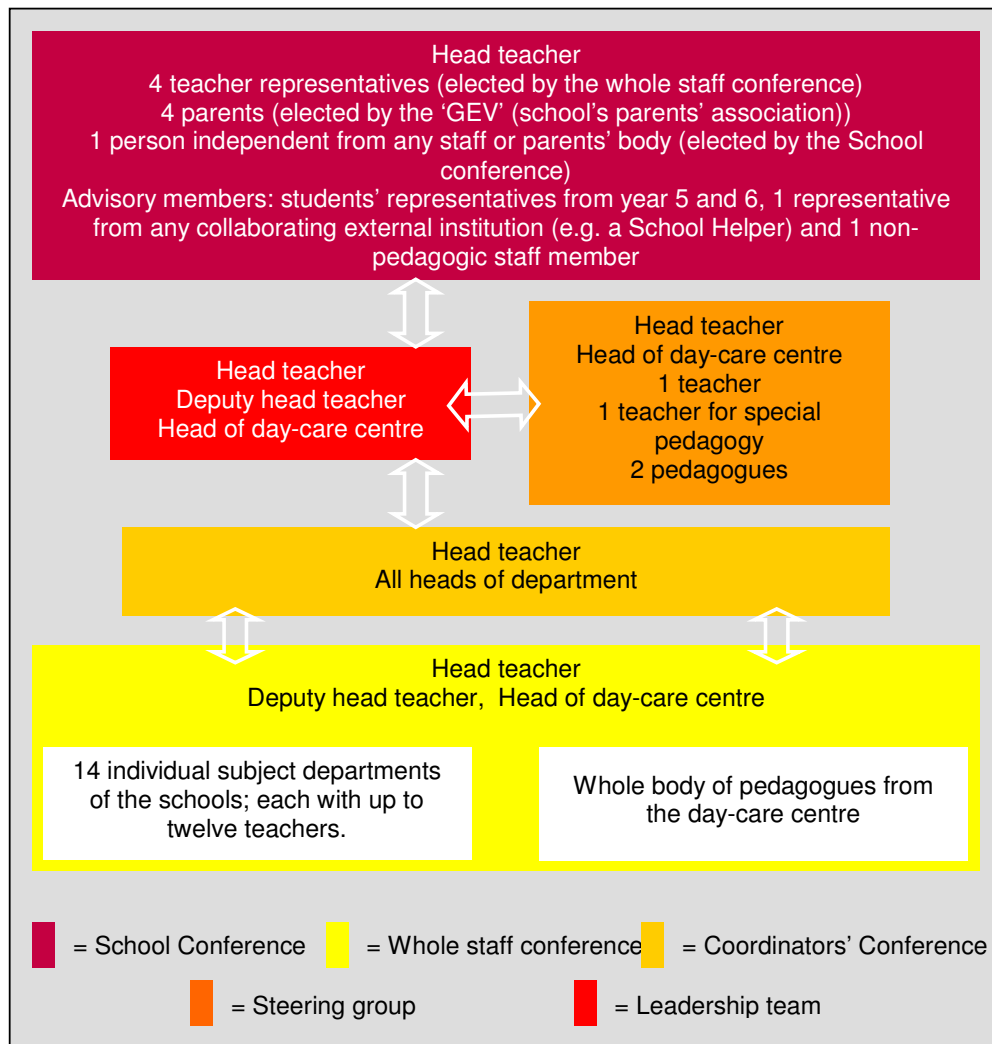 Head teacher
4 teacher representatives (elected by the whole staff conference)
4 parents (elected by the ‘GEV’ (school’s parents’ association))
1 person independent from any staff or parents’ body (elected by the School
conference)
Advisory members: students’ representatives from year 5 and 6, 1 representative
from any collaborating external institution (e.g. a School Helper) and 1 non-
pedagogic staff member
Head teacher
Deputy head teacher
Head of day-care centre
Head teacher
Head of day-care centre
1 teacher
1 teacher for special
pedagogy
2 pedagogues
Head teacher
All heads of department
Head teacher
Deputy head teacher,  Head of day-care centre
14 individual subject departments
of the schools; each with up to
twelve teachers.
Whole body of pedagogues from
the day-care centre
= School Conference
= Whole staff conference
= Coordinators’ Conference
= Steering group
= Leadership team